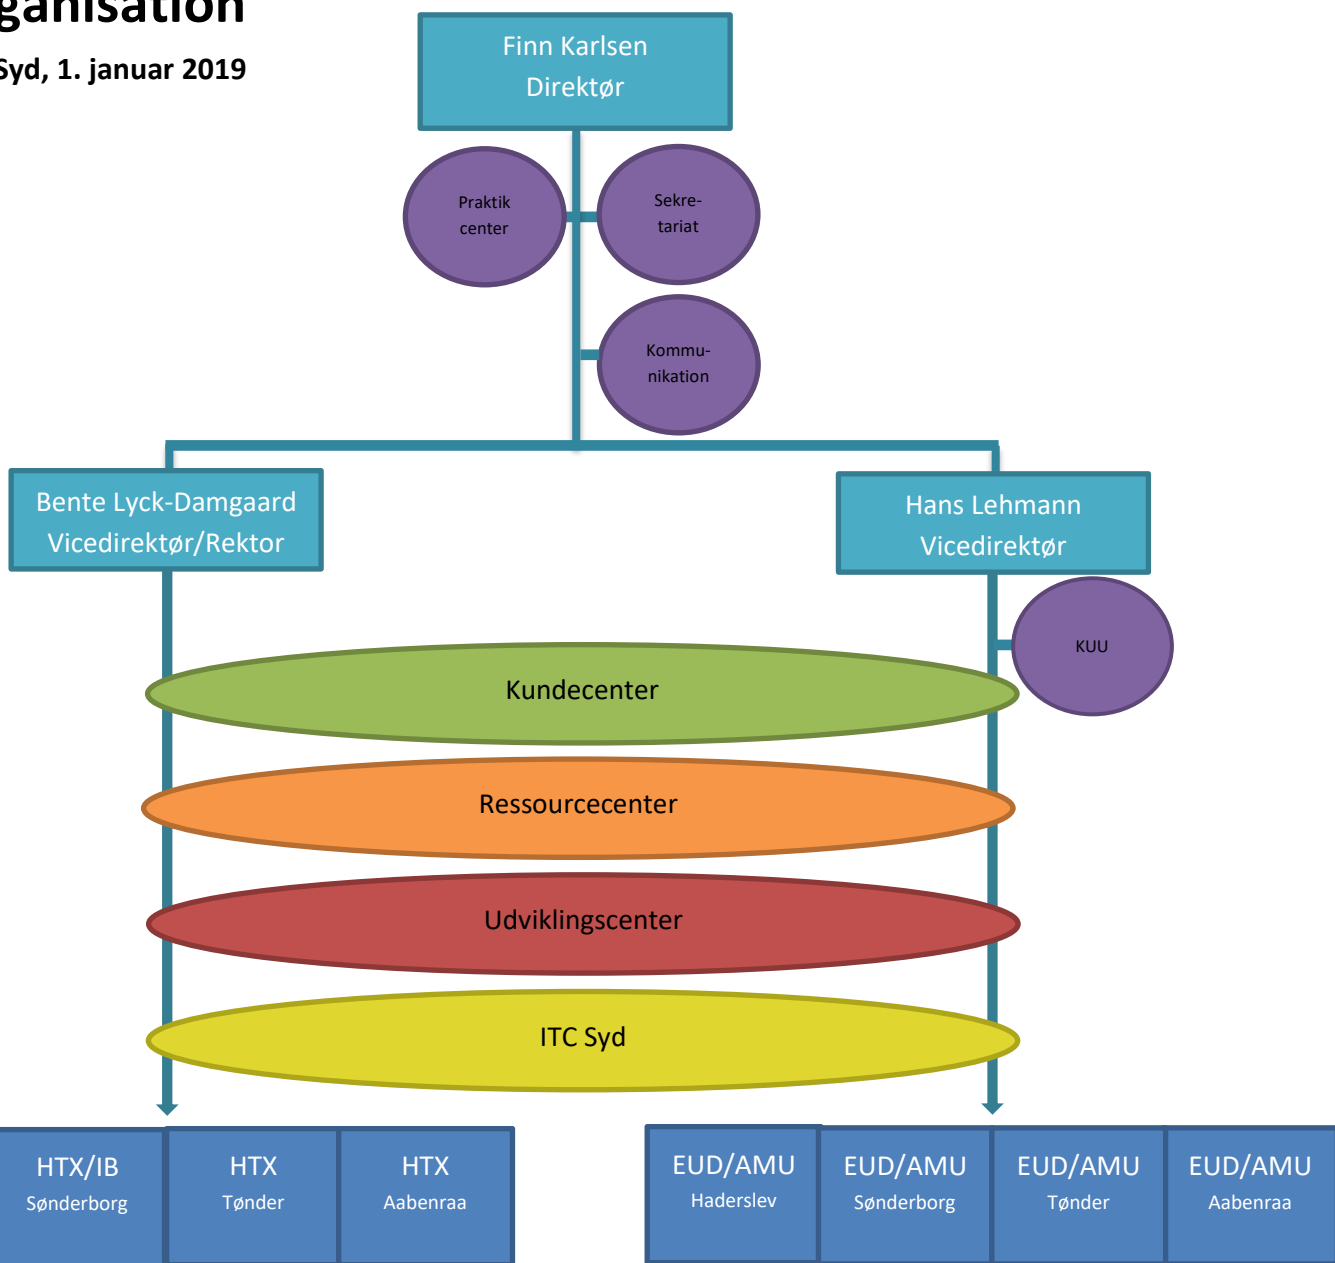 ganisation
Syd, 1. januar 2019
Finn Karlsen
Direktør
Praktik
center
Sekre-
tariat
Kommu-
nikation
Bente Lyck-Damgaard
Vicedirektør/Rektor
Hans Lehmann
Vicedirektør
KUU
Kundecenter
Ressourcecenter
Udviklingscenter
ITC Syd
HTX/IB
Sønderborg
HTX
Tønder
HTX
Aabenraa
EUD/AMU
Haderslev
EUD/AMU
Sønderborg
EUD/AMU
Tønder
EUD/AMU
Aabenraa